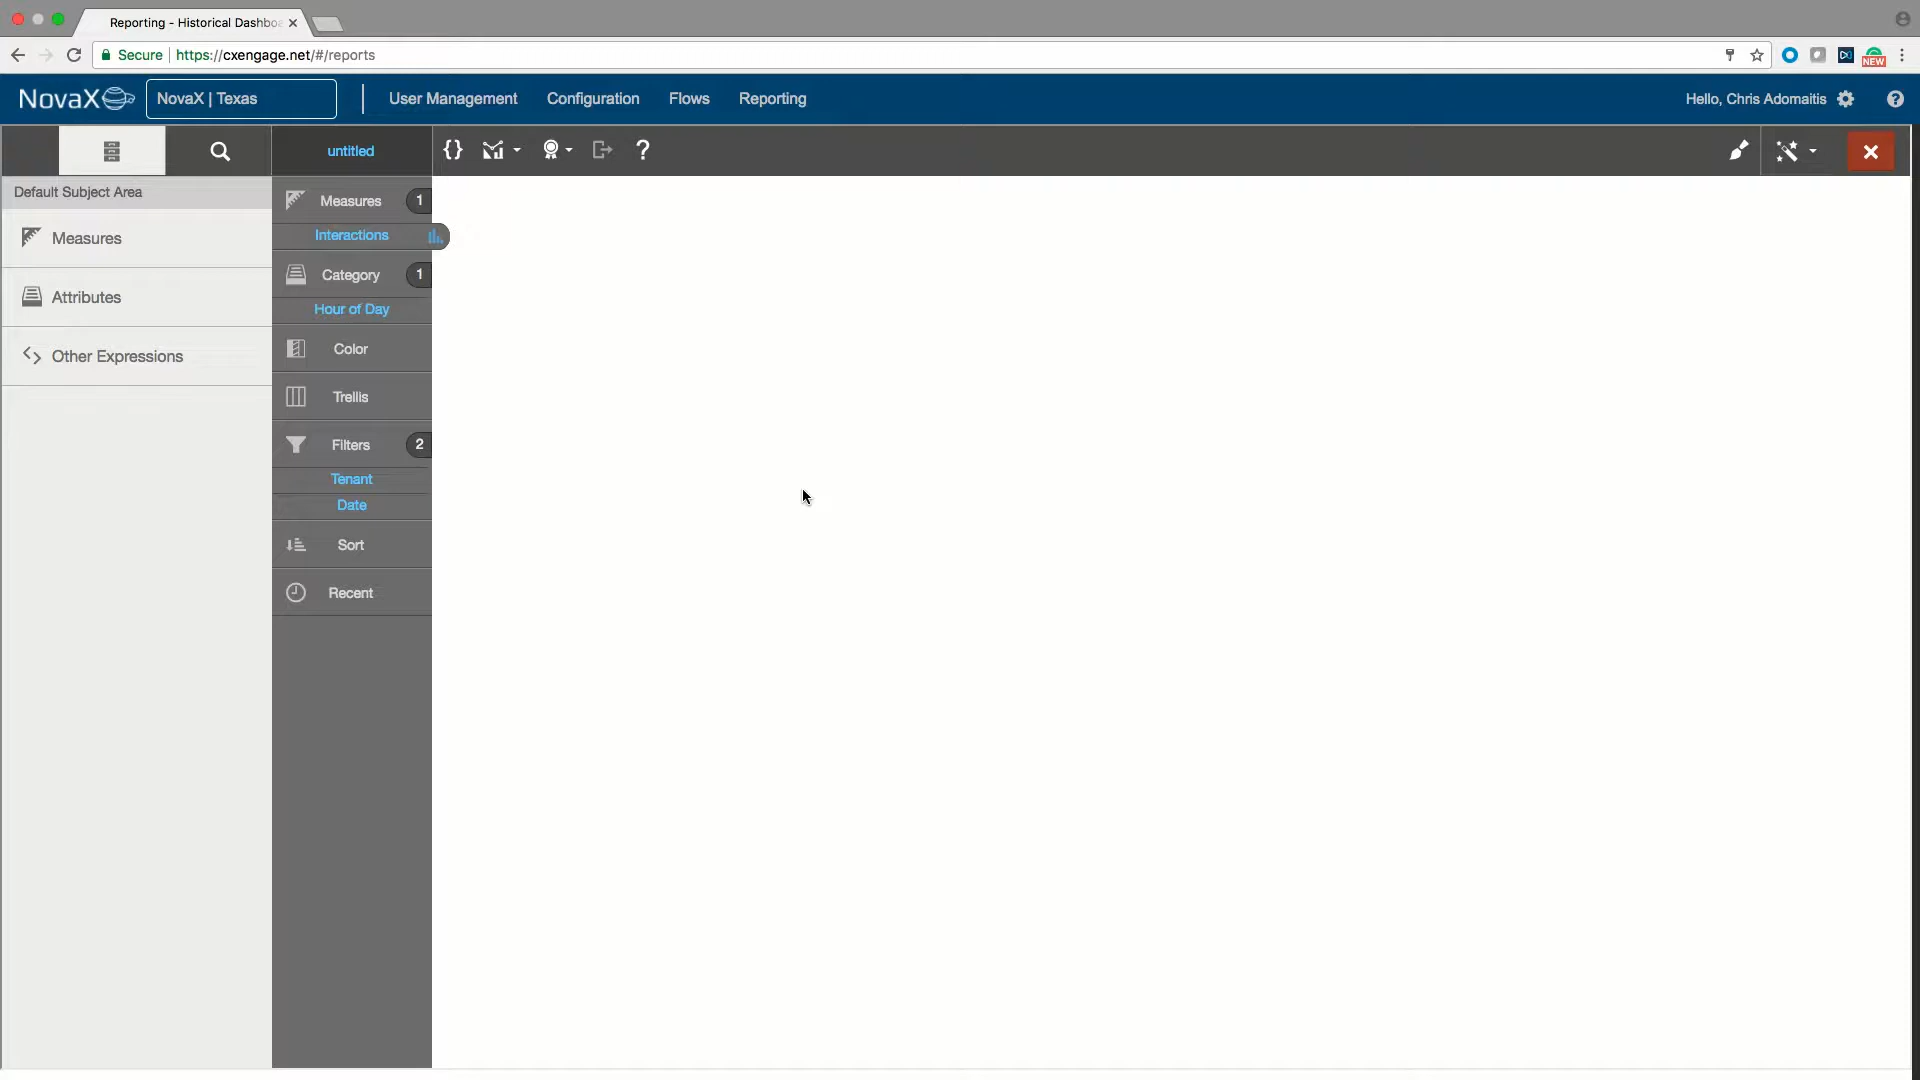 Reporting - Historical Dashbo
Secure https://cxengage.net/#/reports
NEW
NovaX NovaX | Texas User Management Configuration Flows Reporting Hello, Chris Adomaitis
untitled {} ?
Default Subject Area
Measures
Attributes
Other Expressions
Measures 1
Interactions
Category 1
Hour of Day
Color
Trellis
Filters 2
Tenant
Date
Sort
Recent